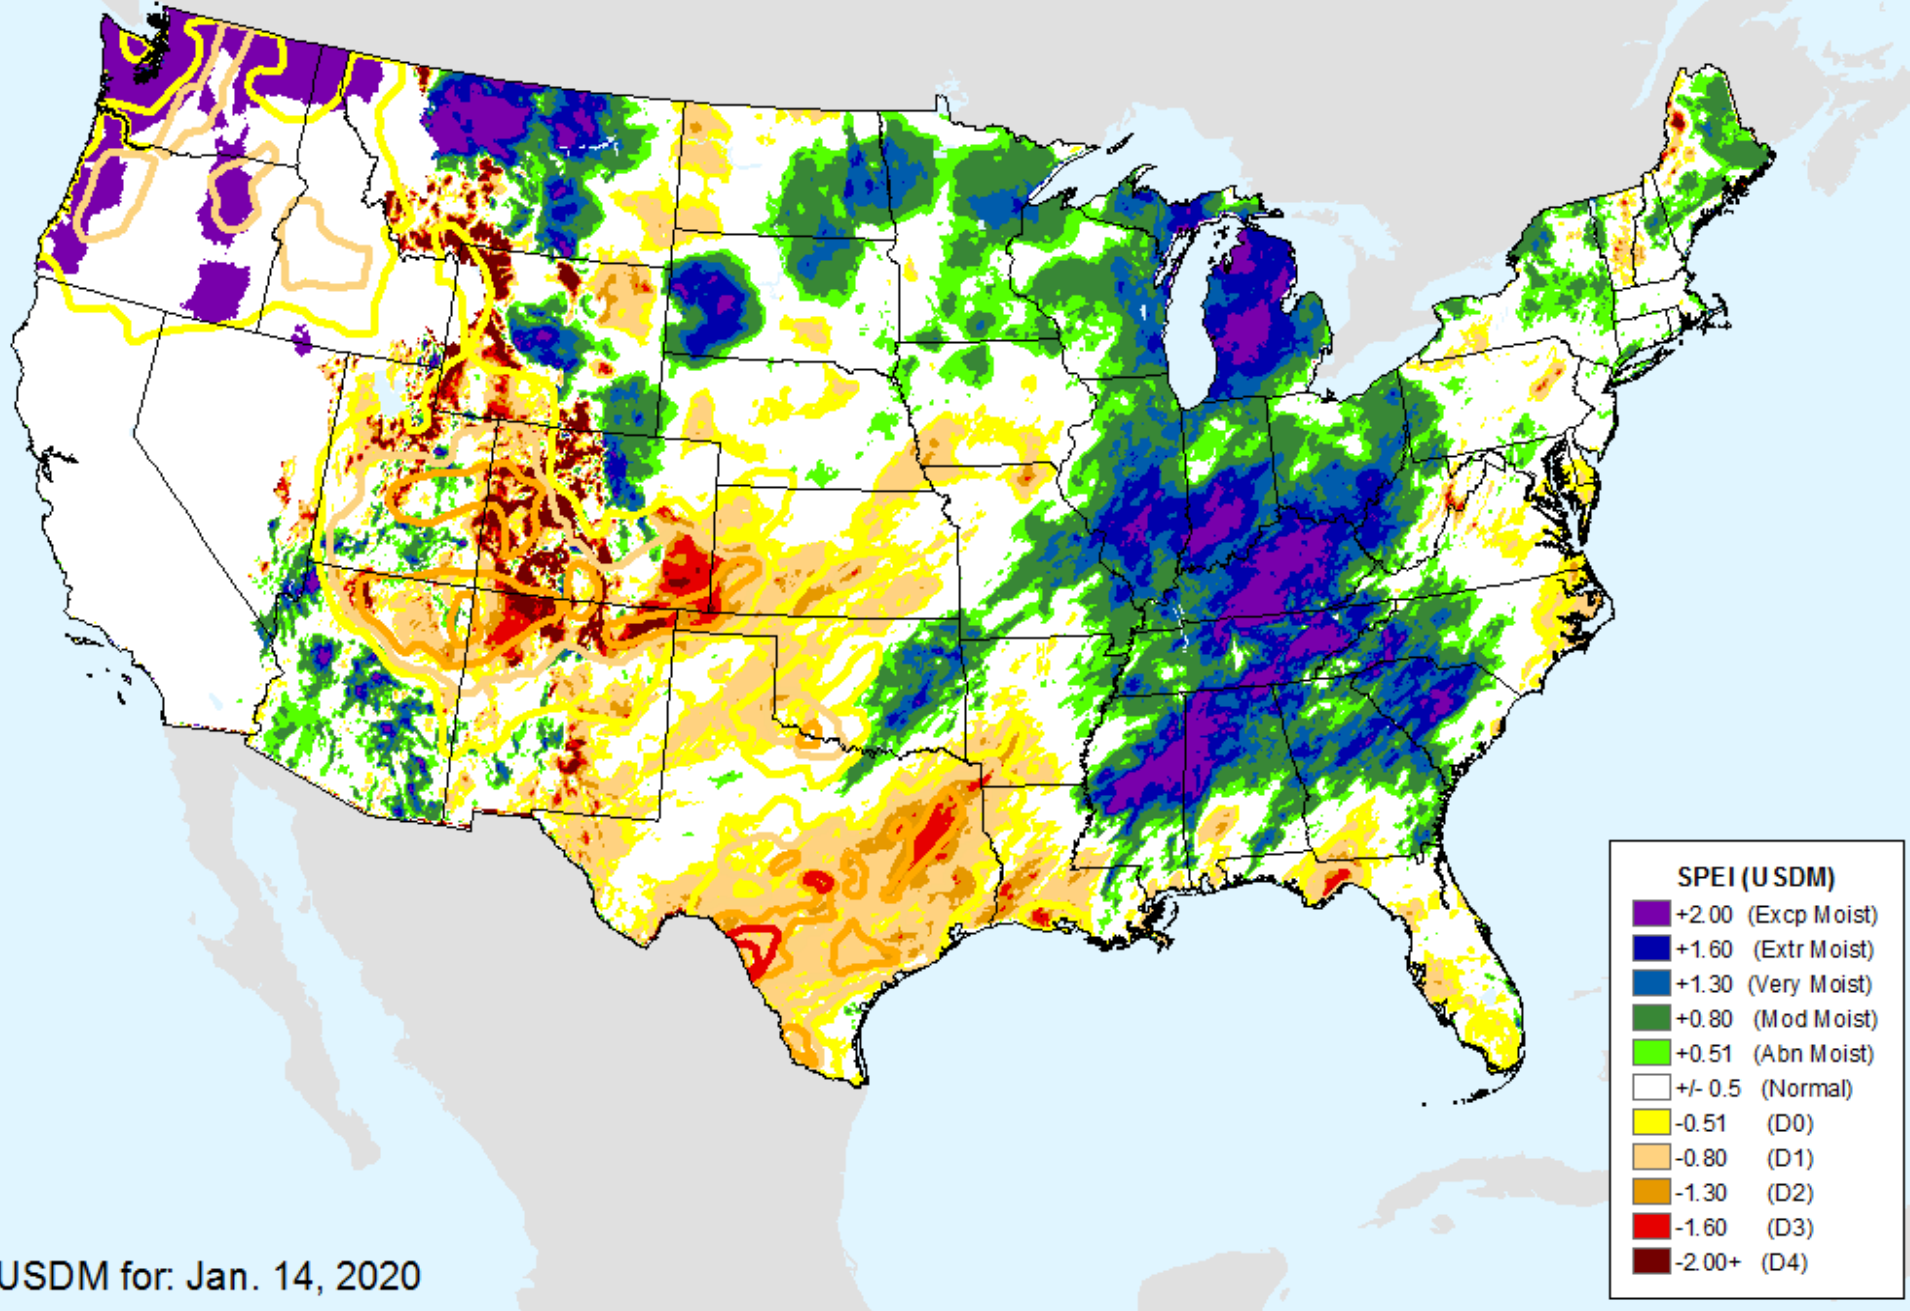 SPEI (USDM)
+2.00 (Excp Moist)
+1.60 (Extr Moist)
+1.30 (Very Moist)
+0.80 (Mod Moist)
+0.51 (Abn Moist)
+/- 0.5 (Normal)
-0.51 (D0)
-0.80 (D1)
-1.30 (D2)
-1.60 (D3)
-2.00+ (D4)
USDM for: Jan. 14, 2020